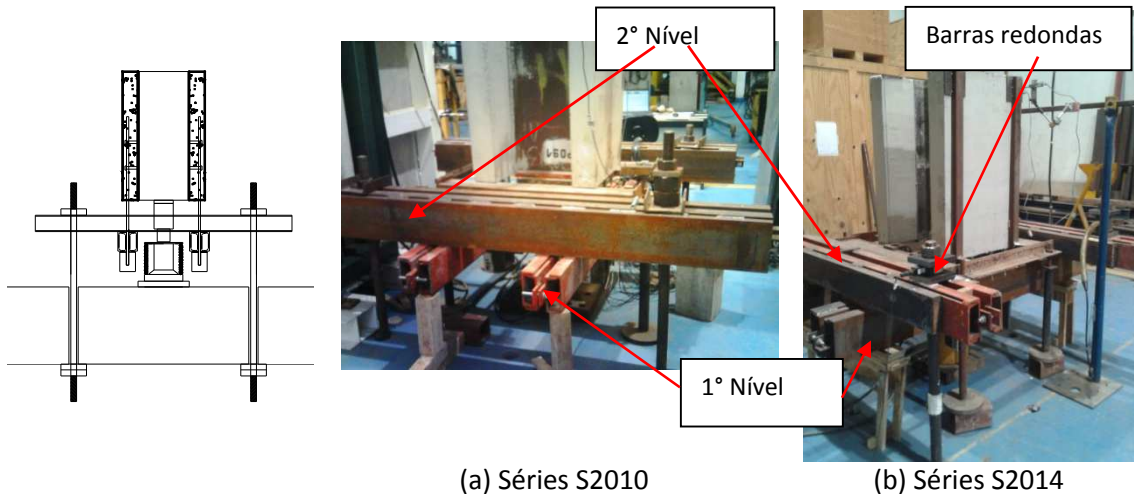 2° Nível
Barras redondas
1° Nível
(a) Séries S2010
(b) Séries S2014